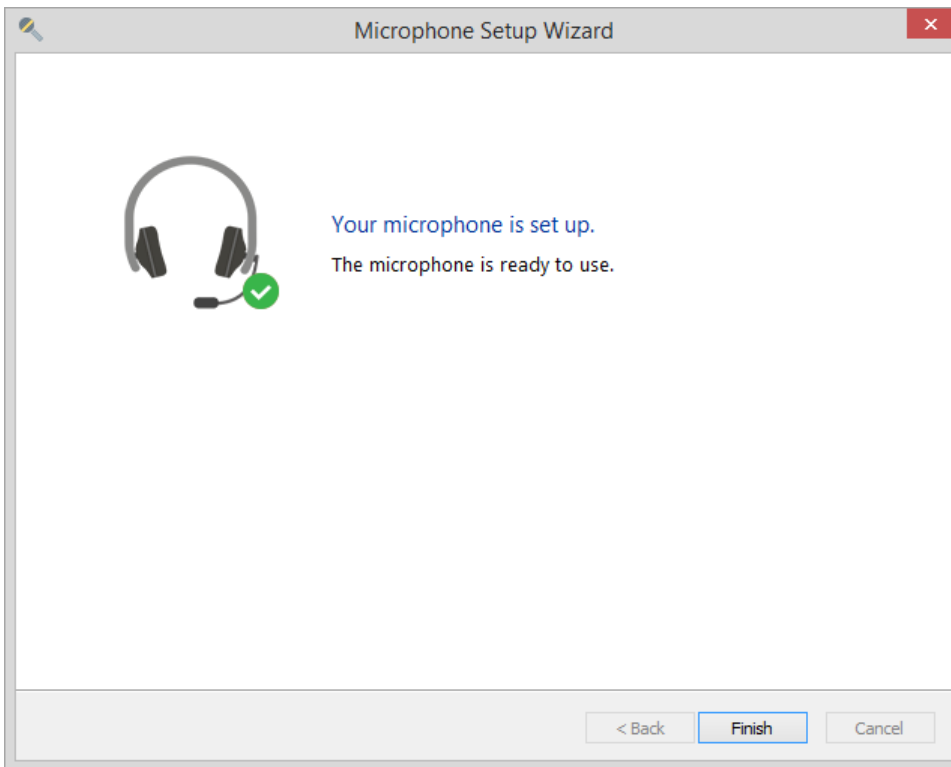 Microphone Setup Wizard
Your microphone is set up.
The microphone is ready to use.
< Back Finish Cancel